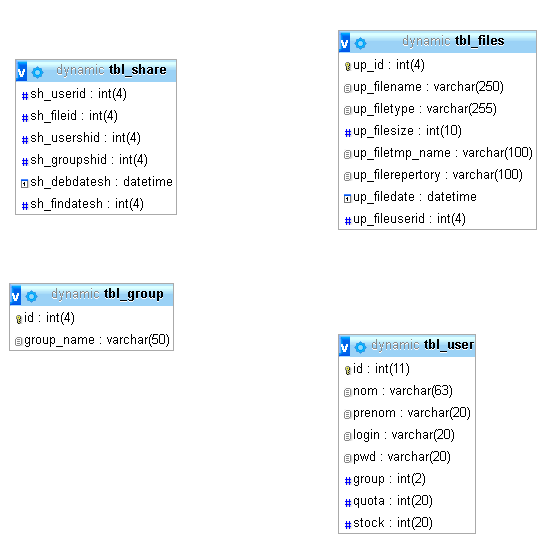 v dynamic tbl_share
sh_userid : int(4)
sh_fileid : int(4)
sh_usershid : int(4)
sh_groupshid : int(4)
sh_debdatesh : datetime
sh_findatesh : int(4)
v dynamic tbl_files
up_id : int(4)
up_filename : varchar(250)
up_filetype : varchar(255)
up_filesize : int(10)
up_filetmp_name : varchar(100)
up_filerepertory : varchar(100)
up_filedate : datetime
up_fileuserid : int(4)
v dynamic tbl_group
id : int(4)
group_name : varchar(50)
v dynamic tbl_user
id : int(11)
nom : varchar(63)
prenom : varchar(20)
login : varchar(20)
pwd : varchar(20)
group : int(2)
quota : int(20)
stock : int(20)